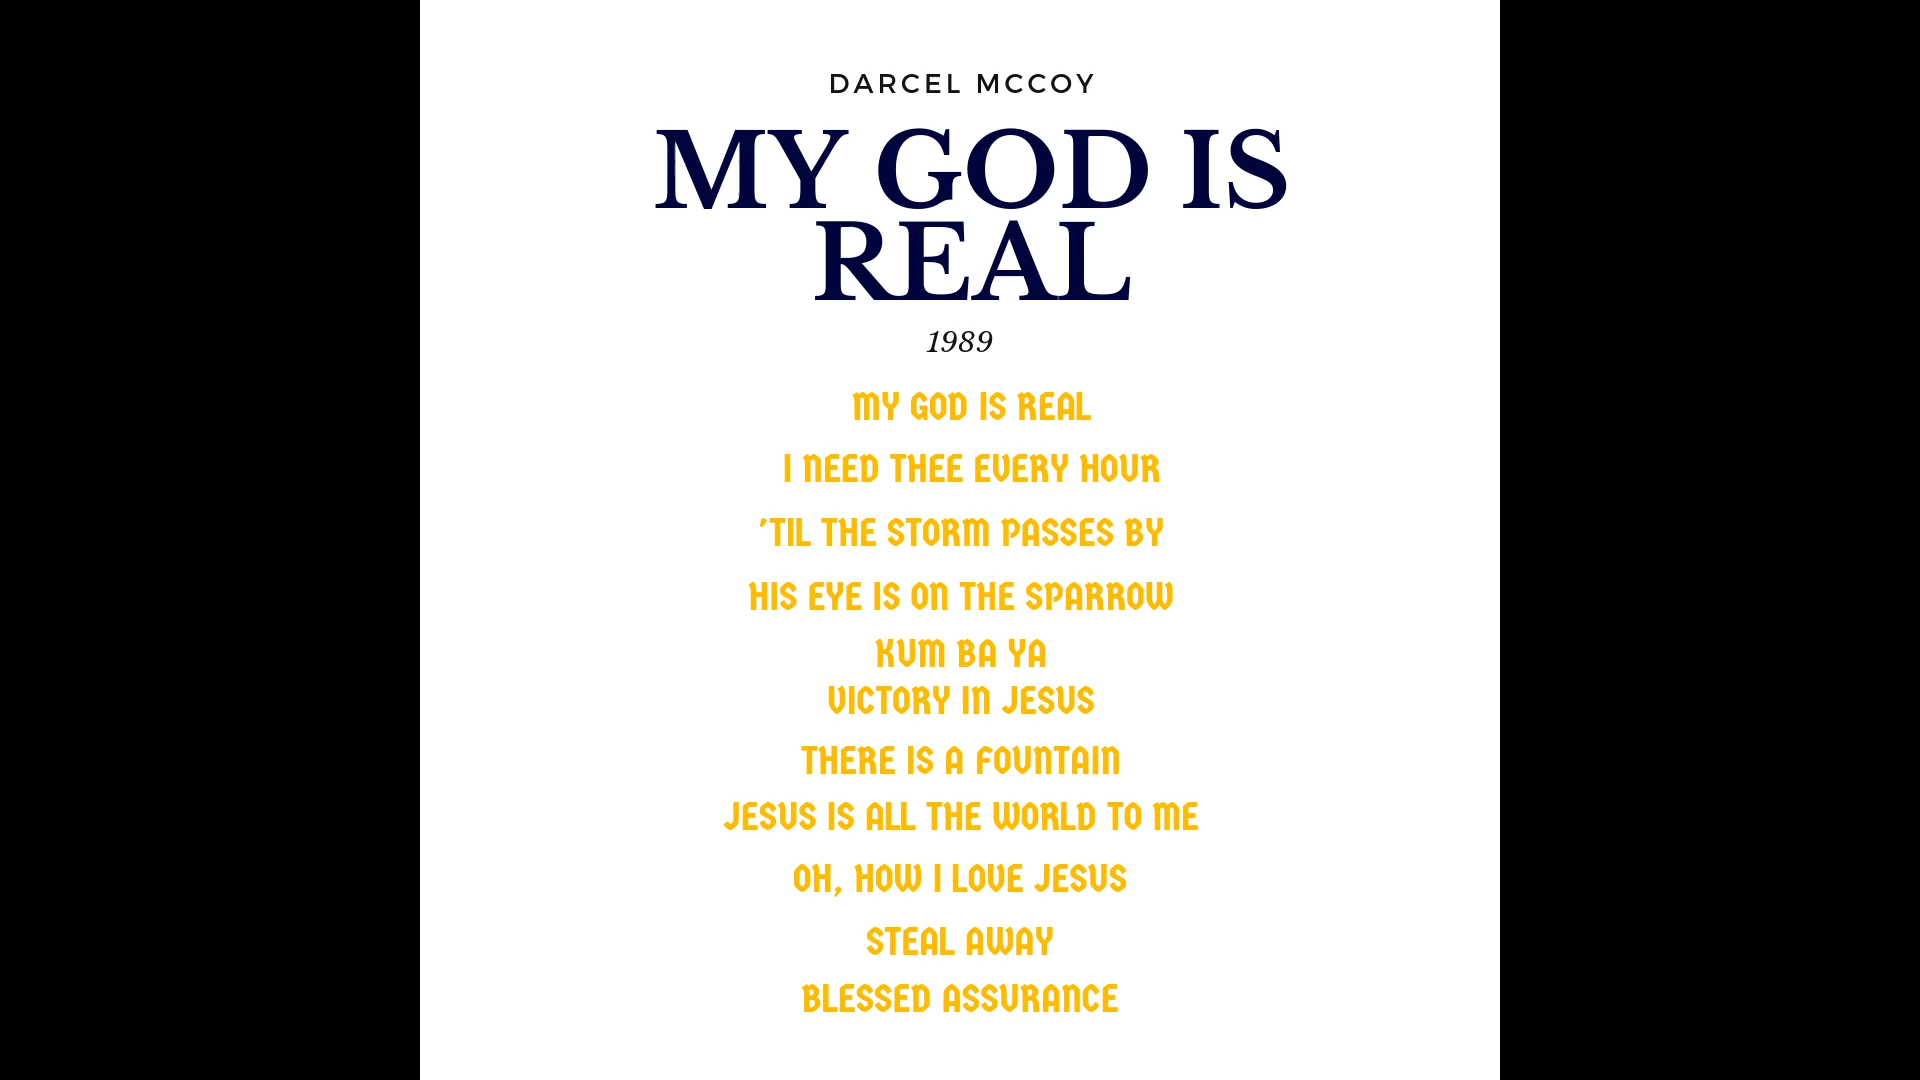 DARCEL MCCOY
MY GOD IS
REAL
1989
MY GOD IS REAL
I NEED THEE EVERY HOUR
'TIL THE STORM PASSES BY
HIS EYE IS ON THE SPARROW
KUM BA YA
VICTORY IN JESUS
THERE IS A FOUNTAIN
JESUS IS ALL THE WORLD TO ME
OH, HOW I LOVE JESUS
STEAL AWAY
BLESSED ASSURANCE